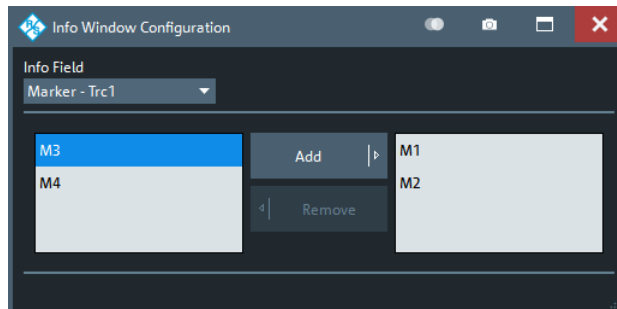 Info Window Configuration
Info Field
Marker - Trc1
M3
M4
Add
Remove
M1
M2